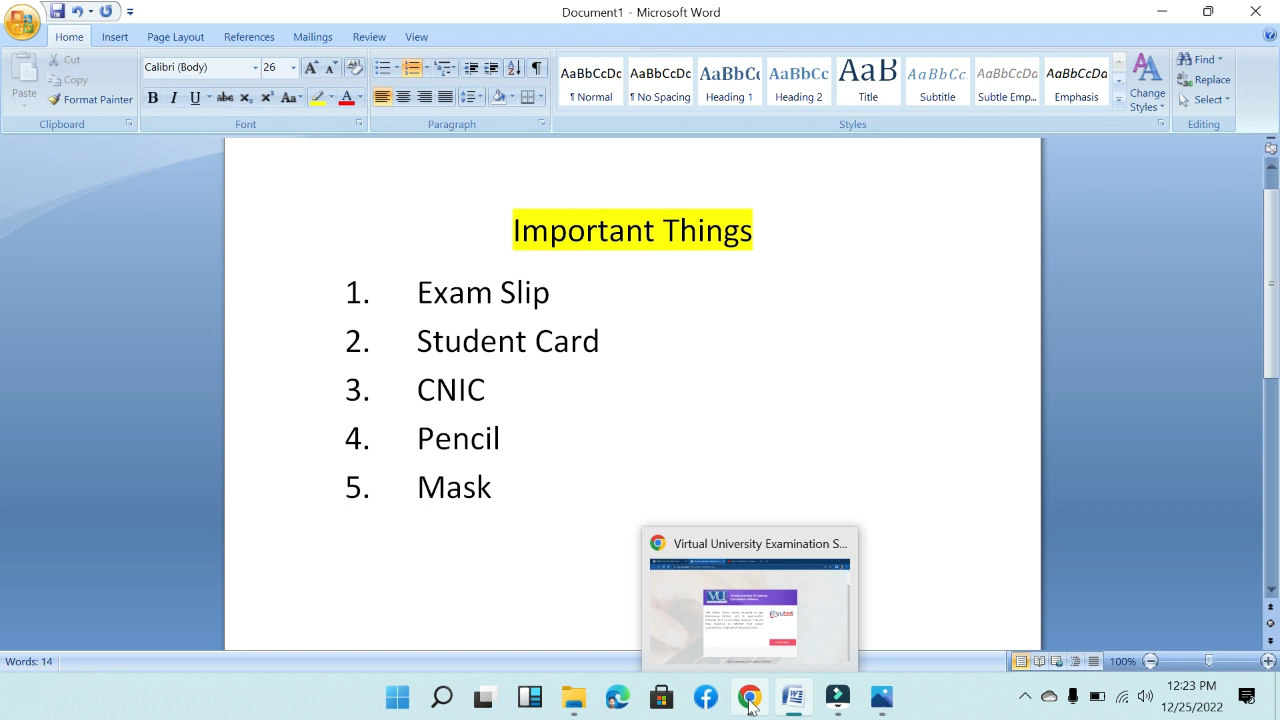 Document1 - Microsoft Word
Home Insert Page Layout References Mailings Review View
Cut
Copy
Paste
Format Painter
Clipboard
Calibri (Body) 26
Font
Paragraph
AaBbCcDc AaBbCcDc AaBbCc AaBbCc AaB AaBbCc. AaBbCcDa AaBbCcDa
¶ Normal ¶ No Spacing Heading 1 Heading 2 Title Subtitle Subtle Emp... Emphasis
Change Styles
Styles
Find
Replace
Select
Editing
Important Things
1. Exam Slip
2. Student Card
3. CNIC
4. Pencil
5. Mask
Virtual University Examination S...
Words: 14
100%
12:23 PM
12/25/2022